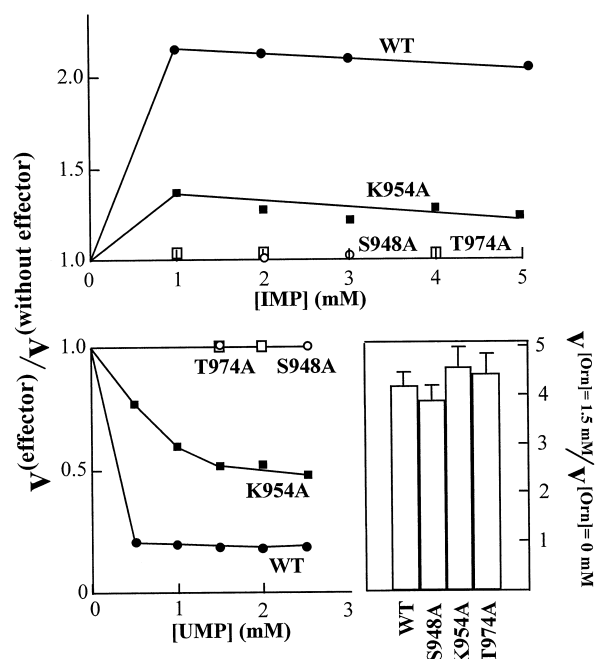 WT
2.0
1.5
K954A
S948A T974A
1.0
0 1 2 3 4 5
[IMP] (mM)
v(effector) /v(without effector)
1.0
T974A S948A
0.5
K954A
WT
0
0 1 2 3
[UMP] (mM)
5
4
3
2
1
v [Orn]= 1.5 mM/ v [Orn]= 0 mM
WT
S948A
K954A
T974A